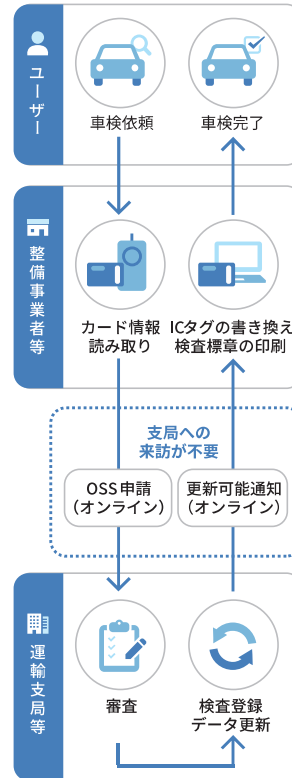 ユーザー
車検依頼
車検完了
整備事業者等
カード情報
読み取り
ICタグの書き換え
検査標章の印刷
支局への
来訪が不要
OSS申請
（オンライン）
更新可能通知
（オンライン）
運輸支局等
審査
検査登録
データ更新